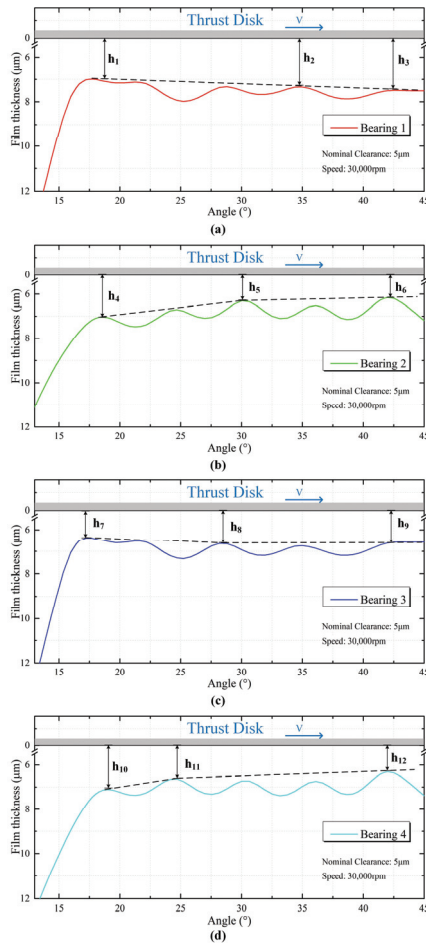 Thrust Disk V
0
h₁ h₂ h₃
6
8
10
12
Film thickness (μm)
Bearing 1
Nominal Clearance: 5μm
Speed: 30,000rpm
15 20 25 30 35 40 45
Angle (°)
(a)
Thrust Disk V
0
h₄ h₅ h₆
6
8
10
12
Film thickness (μm)
Bearing 2
Nominal Clearance: 5μm
Speed: 30,000rpm
15 20 25 30 35 40 45
Angle (°)
(b)
Thrust Disk V
0
h₇ h₈ h₉
6
8
10
12
Film thickness (μm)
Bearing 3
Nominal Clearance: 5μm
Speed: 30,000rpm
15 20 25 30 35 40 45
Angle (°)
(c)
Thrust Disk V
0
h₁₀ h₁₁ h₁₂
6
8
10
12
Film thickness (μm)
Bearing 4
Nominal Clearance: 5μm
Speed: 30,000rpm
15 20 25 30 35 40 45
Angle (°)
(d)